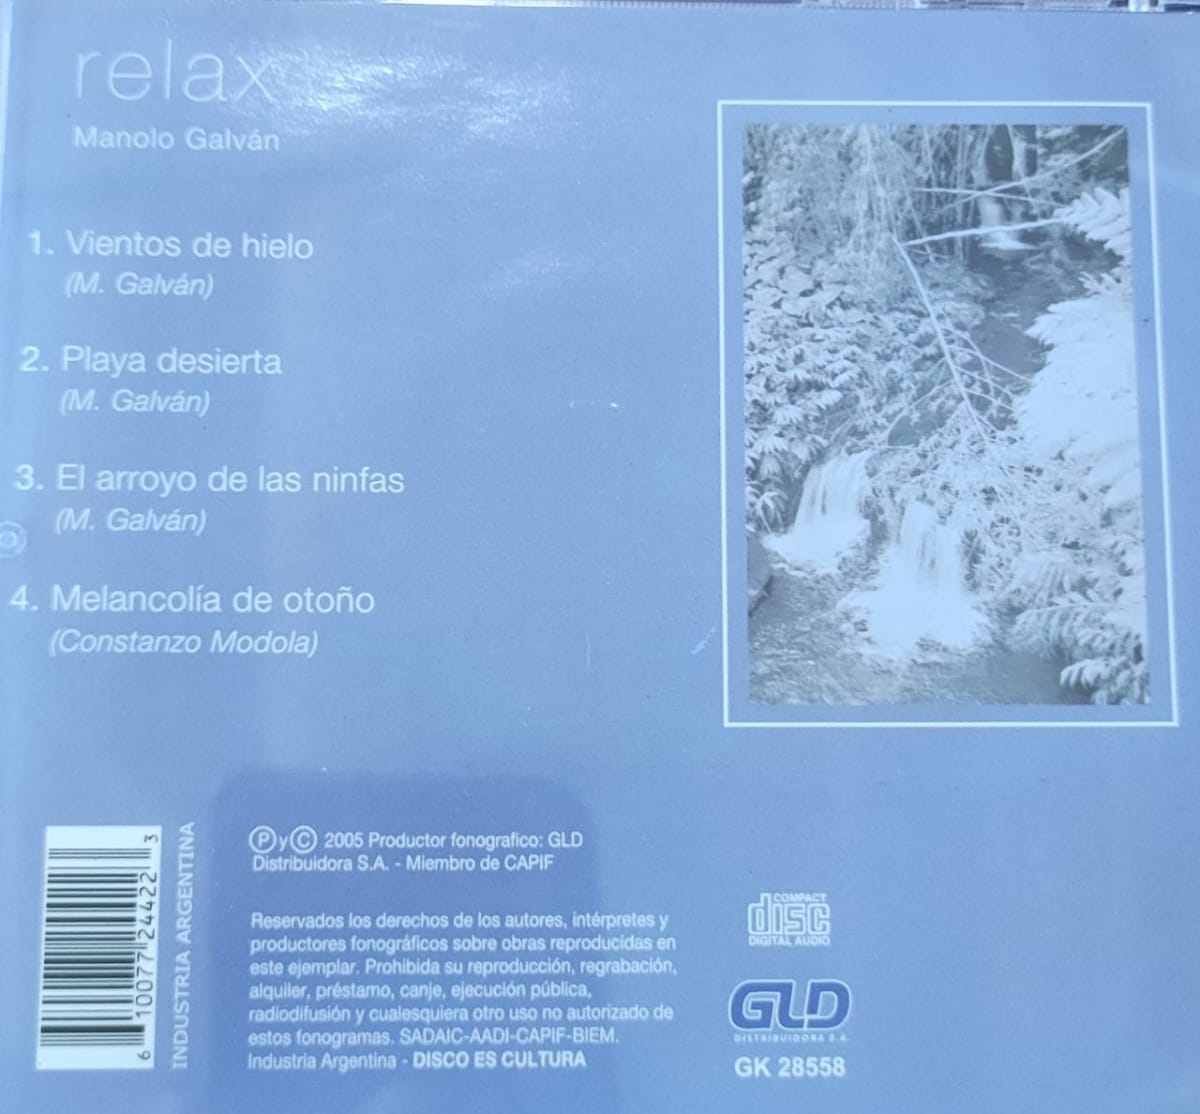 relax
Manolo Galván
1. Vientos de hielo
(M. Galván)
2. Playa desierta
(M. Galván)
3. El arroyo de las ninfas
(M. Galván)
4. Melancolía de otoño
(Constanzo Modola)
6 10077 24422 3
INDUSTRIA ARGENTINA
Ⓟ y Ⓒ 2005 Productor fonografico: GLD
Distribuidora S.A. - Miembro de CAPIF
Reservados los derechos de los autores, intérpretes y
productores fonográficos sobre obras reproducidas en
este ejemplar. Prohibida su reproducción, regrabación,
alquiler, préstamo, canje, ejecución pública,
radiodifusión y cualesquiera otro uso no autorizado de
estos fonogramas. SADAIC-AADI-CAPIF-BIEM.
Industria Argentina - DISCO ES CULTURA
COMPACT
disc
DIGITAL AUDIO
GLD
DISTRIBUIDORA S.A.
GK 28558